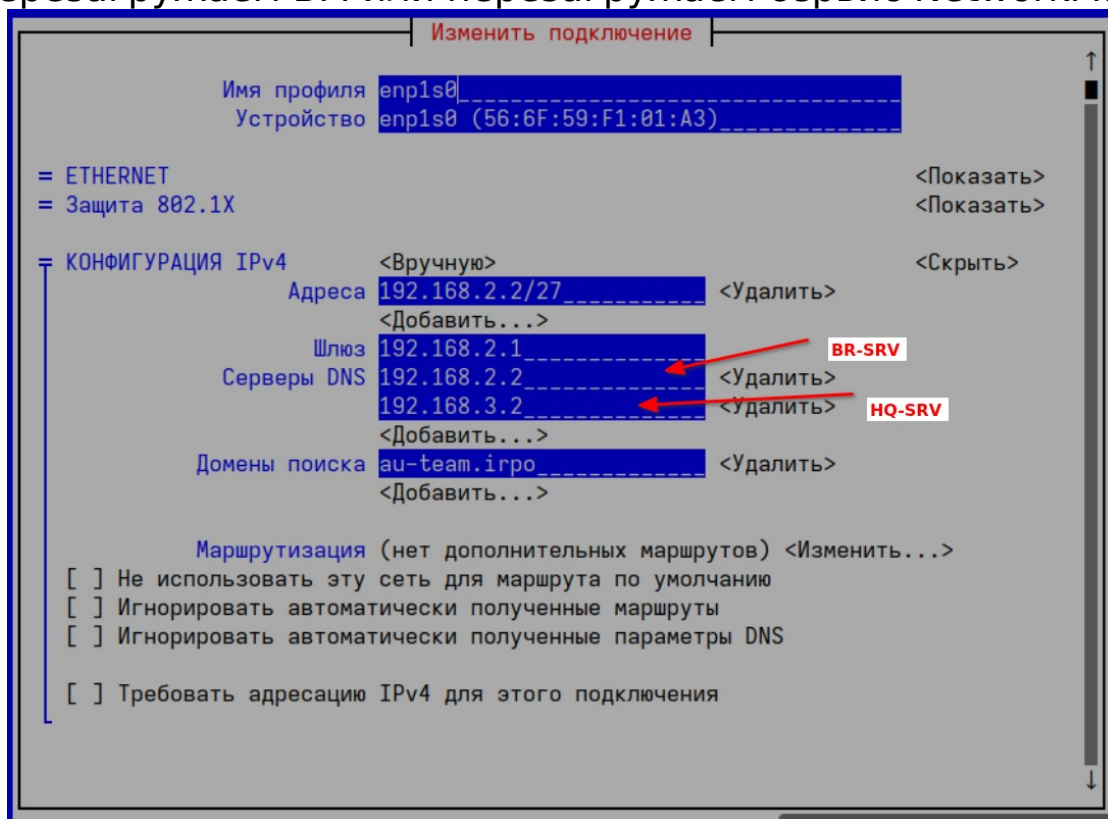 Изменить подключение
Имя профиля enp1s0
Устройство enp1s0 (56:6F:59:F1:01:A3)
= ETHERNET <Показать>
= Защита 802.1X <Показать>
= КОНФИГУРАЦИЯ IPv4 <Вручную> <Скрыть>
Адреса 192.168.2.2/27 <Удалить>
<Добавить...>
Шлюз 192.168.2.1
BR-SRV
Серверы DNS 192.168.2.2 <Удалить>
192.168.3.2 <Удалить>
HQ-SRV
<Добавить...>
Домены поиска au-team.irpo <Удалить>
<Добавить...>
Маршрутизация (нет дополнительных маршрутов) <Изменить...>
[ ] Не использовать эту сеть для маршрута по умолчанию
[ ] Игнорировать автоматически полученные маршруты
[ ] Игнорировать автоматически полученные параметры DNS
[ ] Требовать адресацию IPv4 для этого подключения